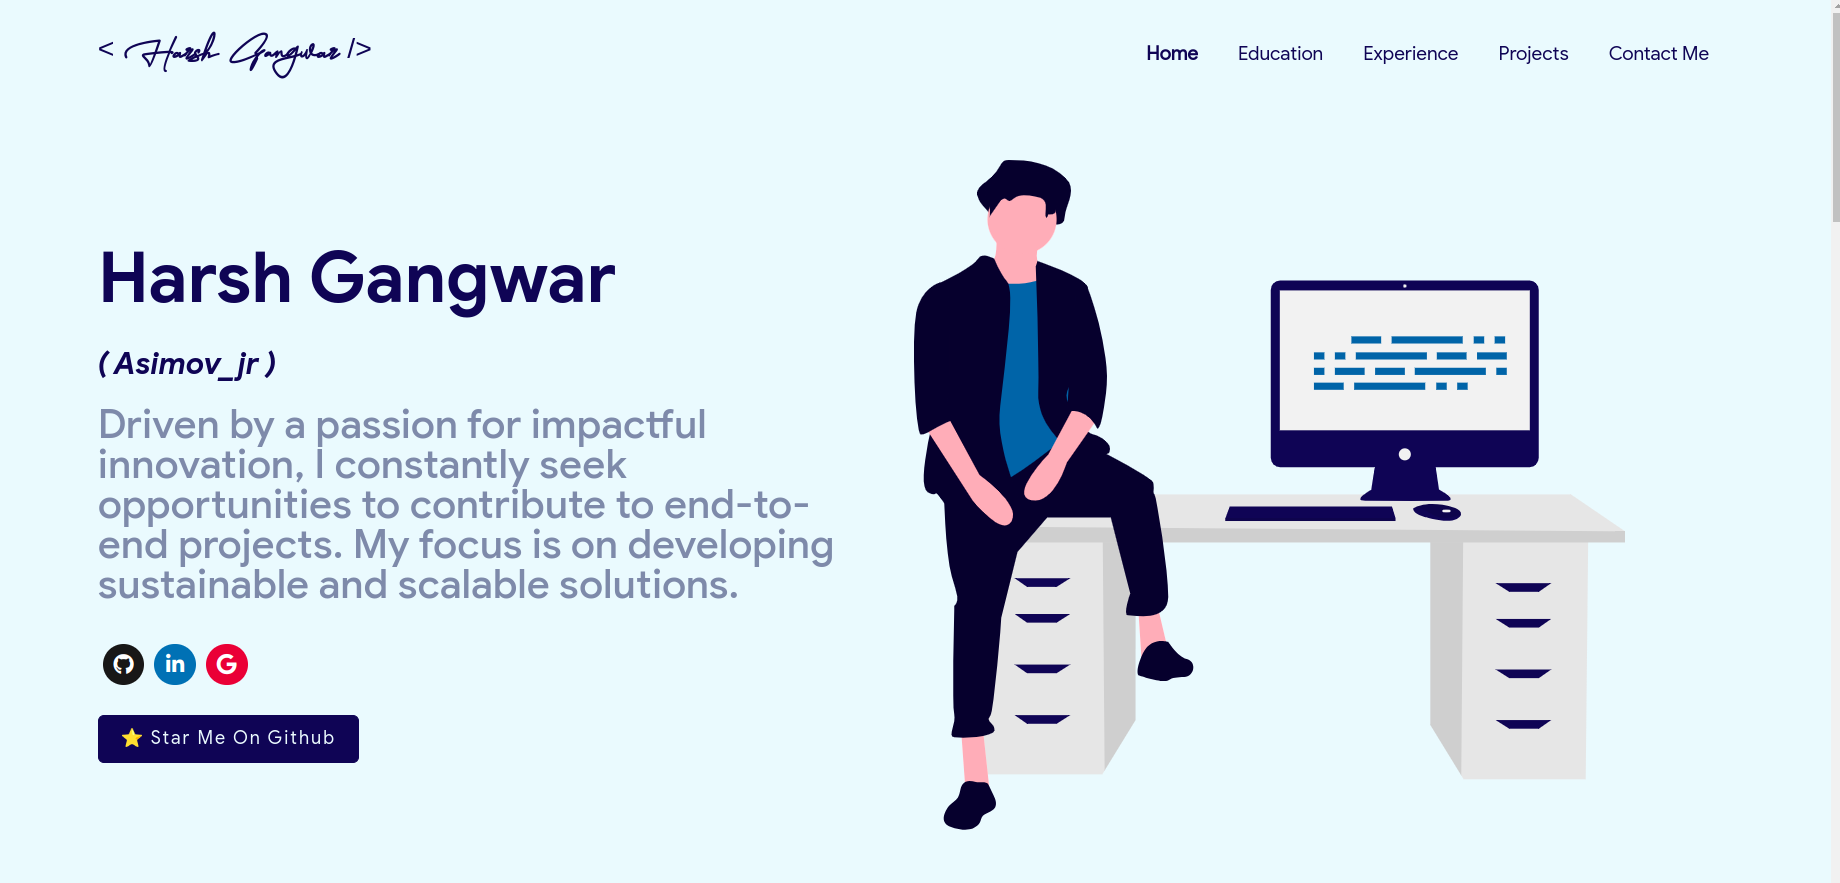 < Harsh Gangwar />
Home Education Experience Projects Contact Me
Harsh Gangwar
( Asimov_jr )
Driven by a passion for impactful
innovation, I constantly seek
opportunities to contribute to end-to-
end projects. My focus is on developing
sustainable and scalable solutions.
in G
⭐ Star Me On Github